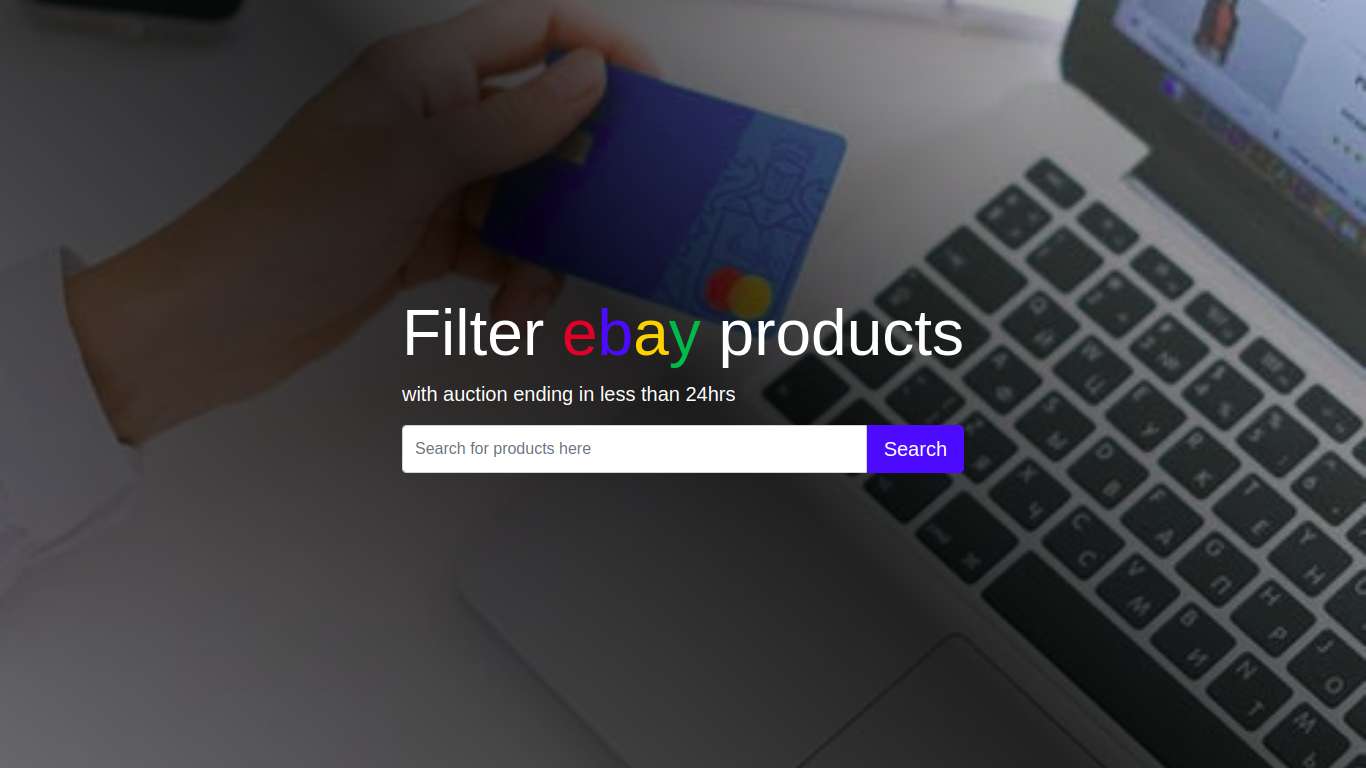 Filter ebay products
with auction ending in less than 24hrs
Search for products here
Search